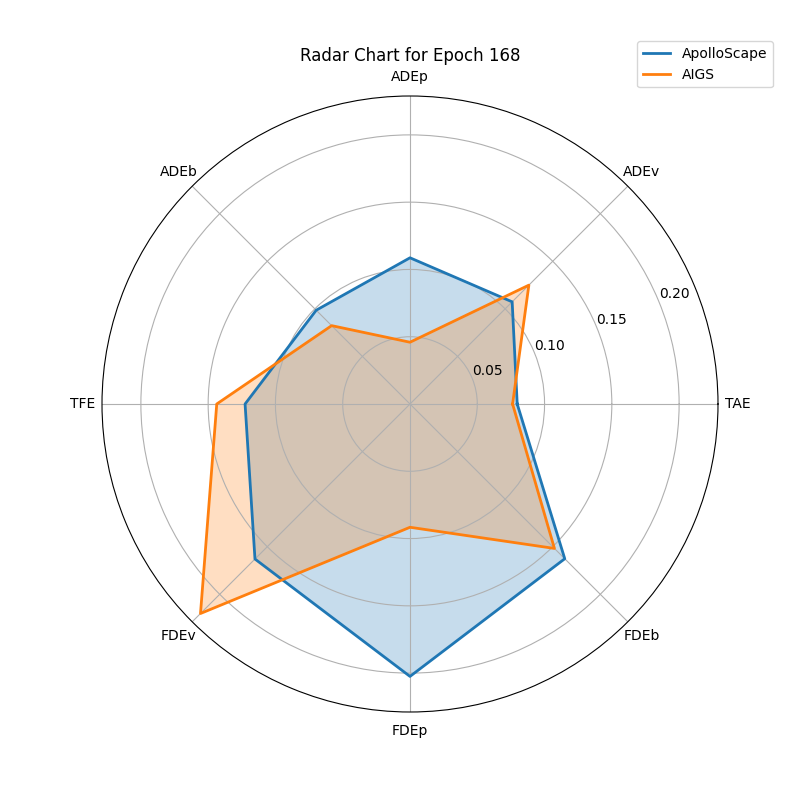 Radar Chart for Epoch 168
ApolloScape
AIGS
ADEp
ADEb
ADEv
0.20
0.15
0.10
0.05
TFE
TAE
FDEv
FDEb
FDEp